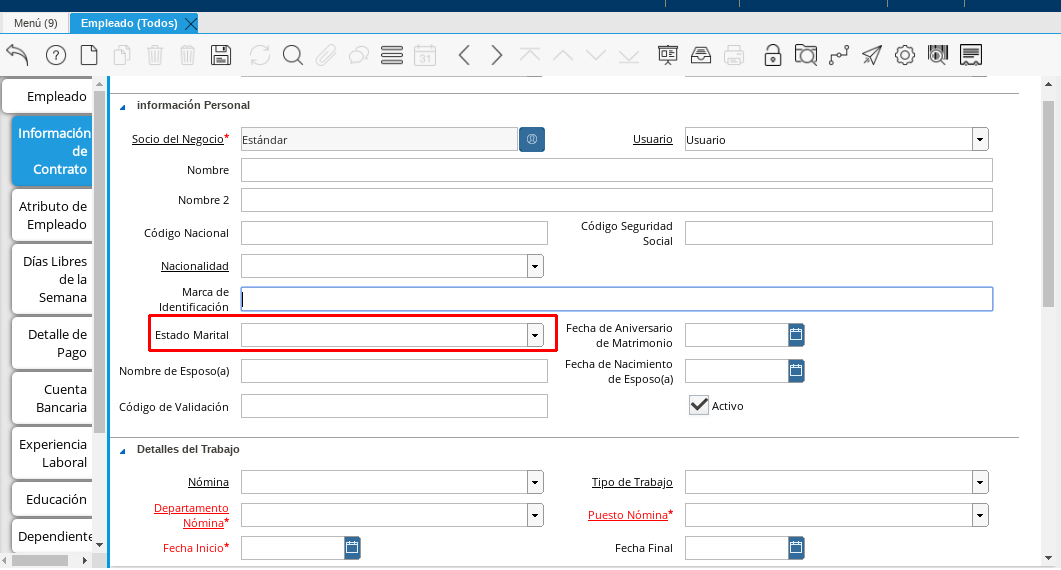 Menú (9)
Empleado (Todos)
31
Empleado
Información de Contrato
Atributo de Empleado
Días Libres de la Semana
Detalle de Pago
Cuenta Bancaria
Experiencia Laboral
Educación
Dependiente
información Personal
Socio del Negocio*
Estándar
Usuario
Usuario
Nombre
Nombre 2
Código Nacional
Código Seguridad Social
Nacionalidad
Marca de Identificación
Estado Marital
Fecha de Aniversario de Matrimonio
Nombre de Esposo(a)
Fecha de Nacimiento de Esposo(a)
Código de Validación
Activo
Detalles del Trabajo
Nómina
Tipo de Trabajo
Departamento Nómina*
Puesto Nómina*
Fecha Inicio*
Fecha Final